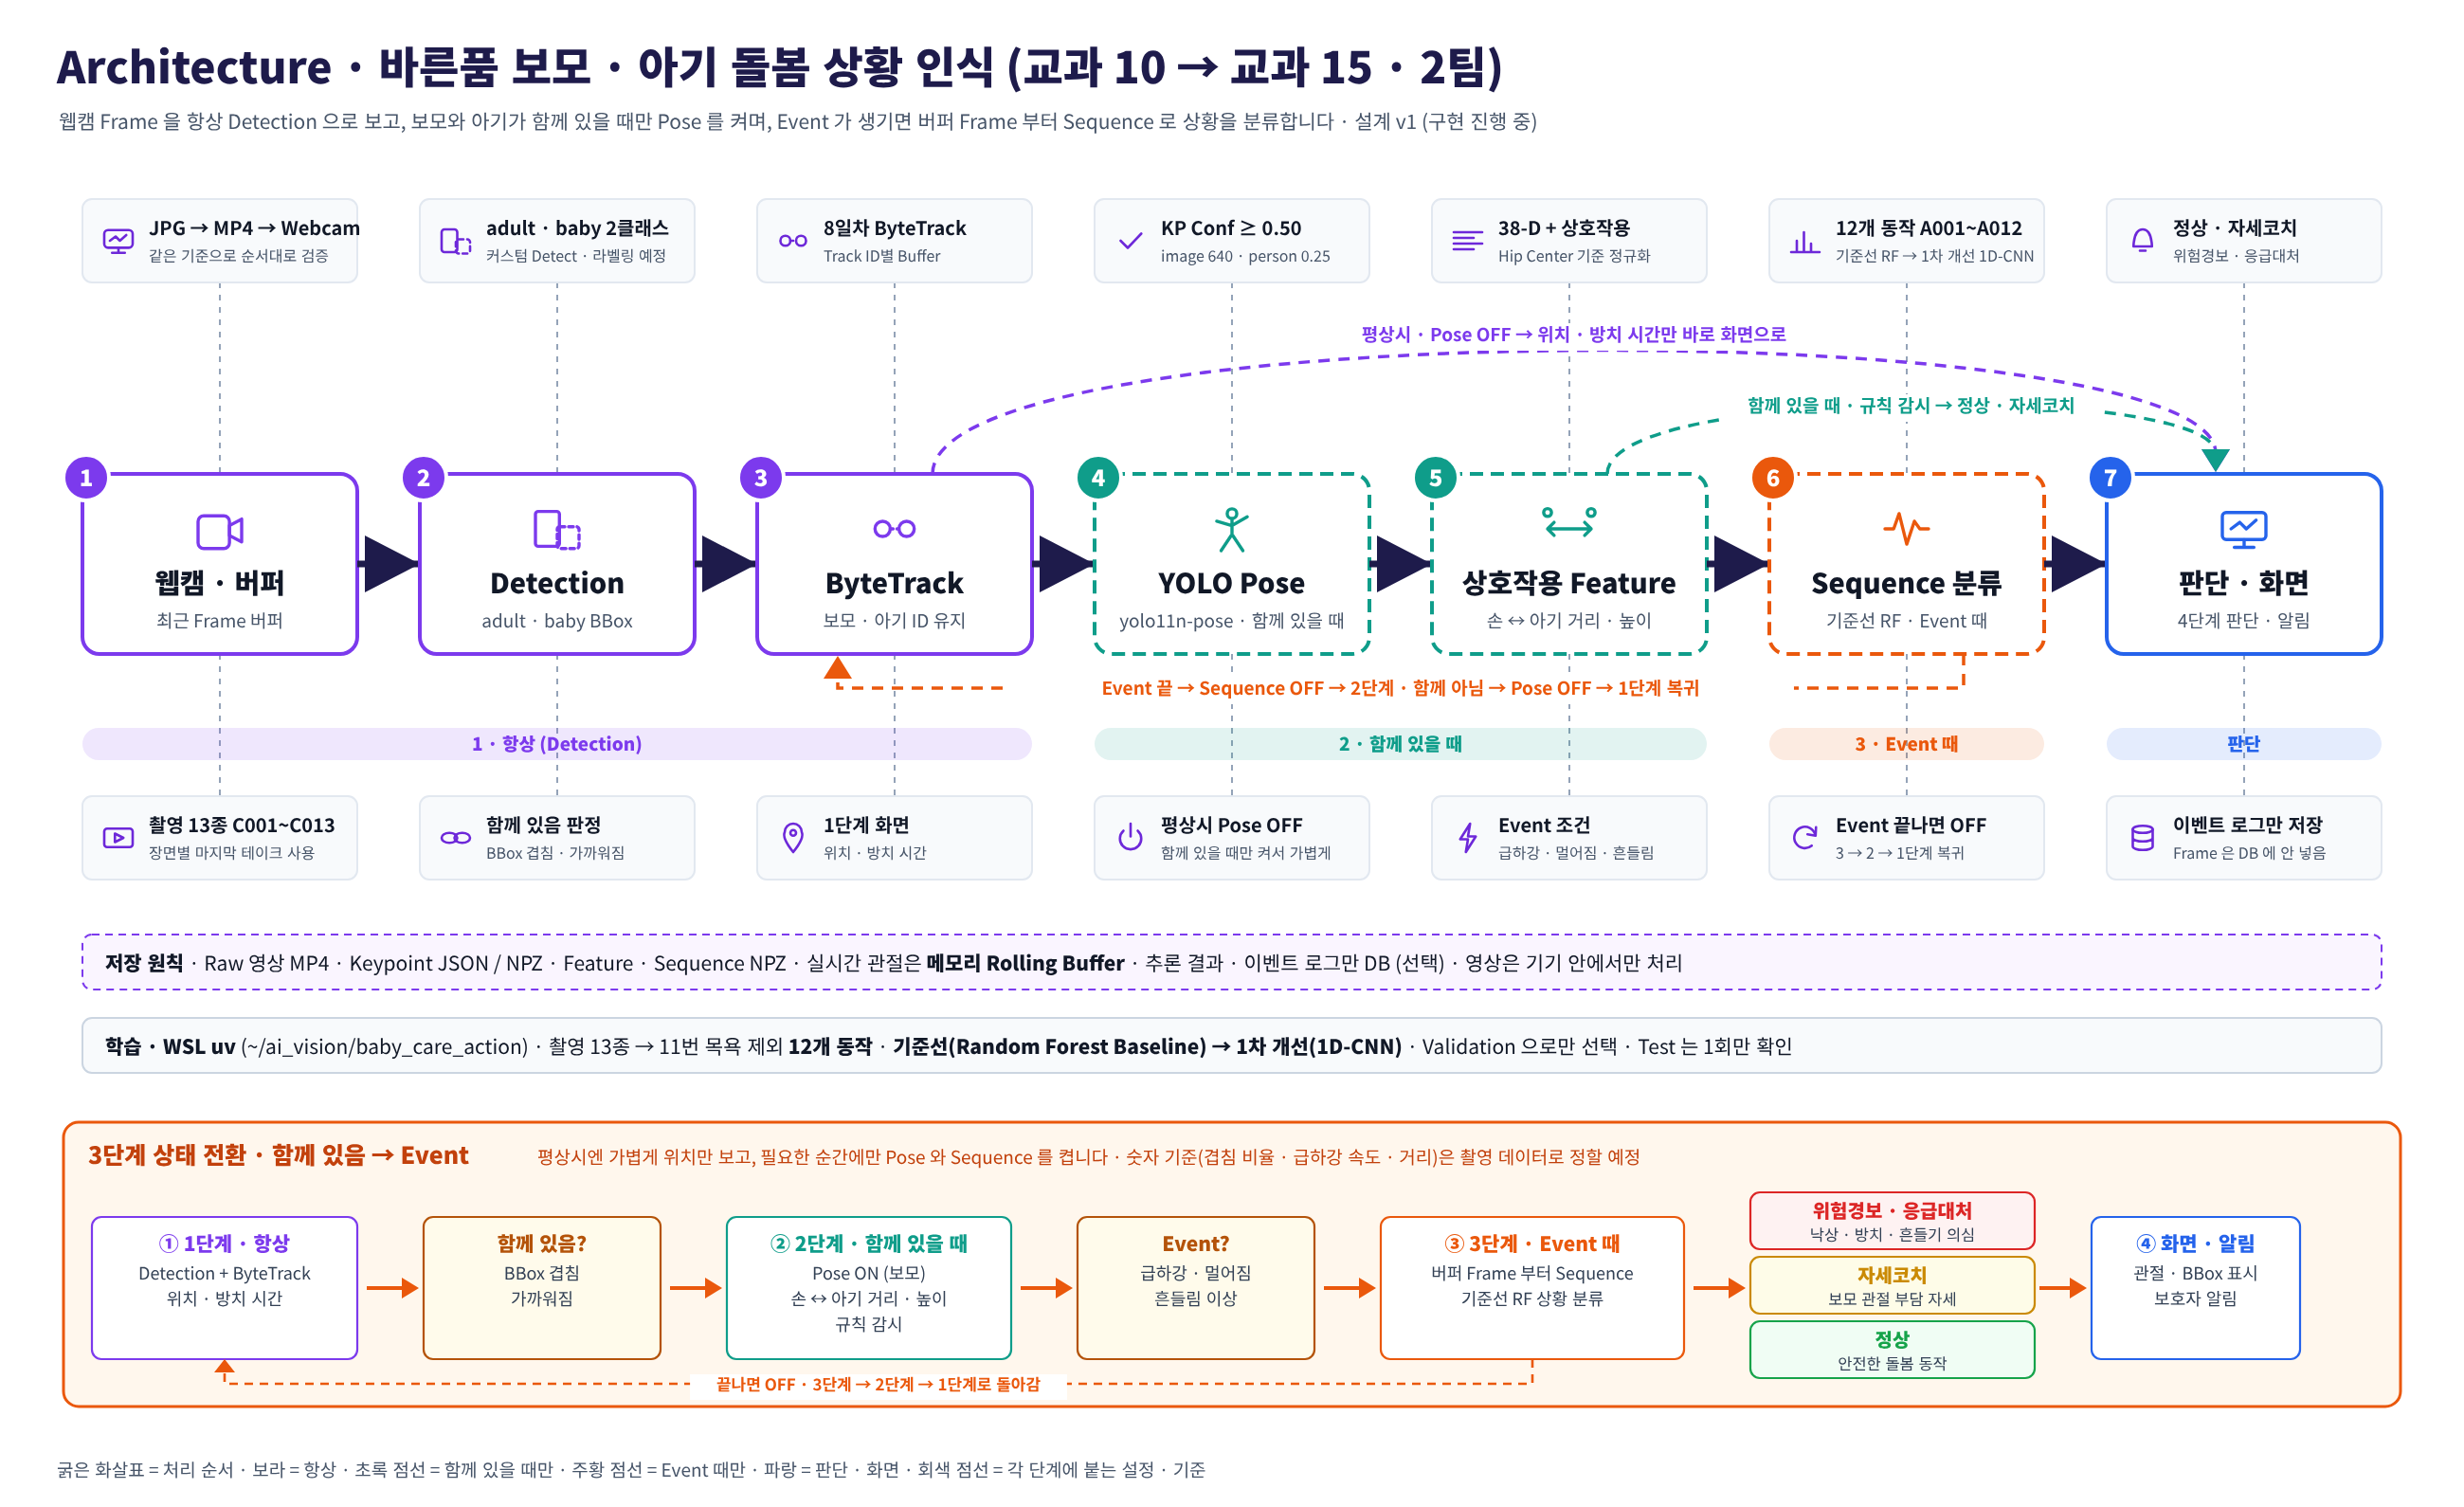 Architecture · 바른품 보모 · 아기 돌봄 상황 인식 (교과 10 → 교과 15 · 2팀)
웹캠 Frame 을 항상 Detection 으로 보고, 보모와 아기가 함께 있을 때만 Pose 를 켜며, Event 가 생기면 버퍼 Frame 부터 Sequence 로 상황을 분류합니다 · 설계 v1 (구현 진행 중)
JPG → MP4 → Webcam
같은 기준으로 순서대로 검증
adult · baby 2클래스
커스텀 Detect · 라벨링 예정
8일차 ByteTrack
Track ID별 Buffer
KP Conf ≥ 0.50
image 640 · person 0.25
38-D + 상호작용
Hip Center 기준 정규화
12개 동작 A001~A012
기준선 RF → 1차 개선 1D-CNN
정상 · 자세코치
위험경보 · 응급대처
평상시 · Pose OFF → 위치 · 방치 시간만 바로 화면으로
함께 있을 때 · 규칙 감시 → 정상 · 자세코치
1
웹캠 · 버퍼
최근 Frame 버퍼
2
Detection
adult · baby BBox
3
ByteTrack
보모 · 아기 ID 유지
4
YOLO Pose
yolo11n-pose · 함께 있을 때
5
상호작용 Feature
손 ↔ 아기 거리 · 높이
6
Sequence 분류
기준선 RF · Event 때
7
판단 · 화면
4단계 판단 · 알림
Event 끝 → Sequence OFF → 2단계 · 함께 아님 → Pose OFF → 1단계 복귀
1 · 항상 (Detection)
2 · 함께 있을 때
3 · Event 때
판단
촬영 13종 C001~C013
장면별 마지막 테이크 사용
함께 있음 판정
BBox 겹침 · 가까워짐
1단계 화면
위치 · 방치 시간
평상시 Pose OFF
함께 있을 때만 켜서 가볍게
Event 조건
급하강 · 멀어짐 · 흔들림
Event 끝나면 OFF
3 → 2 → 1단계 복귀
이벤트 로그만 저장
Frame 은 DB 에 안 넣음
저장 원칙 · Raw 영상 MP4 · Keypoint JSON / NPZ · Feature · Sequence NPZ · 실시간 관절은 메모리 Rolling Buffer · 추론 결과 · 이벤트 로그만 DB (선택) · 영상은 기기 안에서만 처리
학습 · WSL uv (~/ai_vision/baby_care_action) · 촬영 13종 → 11번 목욕 제외 12개 동작 · 기준선(Random Forest Baseline) → 1차 개선(1D-CNN) · Validation 으로만 선택 · Test 는 1회만 확인
3단계 상태 전환 · 함께 있음 → Event
평상시엔 가볍게 위치만 보고, 필요한 순간에만 Pose 와 Sequence 를 켭니다 · 숫자 기준(겹침 비율 · 급하강 속도 · 거리)은 촬영 데이터로 정할 예정
① 1단계 · 항상
Detection + ByteTrack
위치 · 방치 시간
함께 있음?
BBox 겹침
가까워짐
② 2단계 · 함께 있을 때
Pose ON (보모)
손 ↔ 아기 거리 · 높이
규칙 감시
Event?
급하강 · 멀어짐
흔들림 이상
③ 3단계 · Event 때
버퍼 Frame 부터 Sequence
기준선 RF 상황 분류
위험경보 · 응급대처
낙상 · 방치 · 흔들기 의심
자세코치
보모 관절 부담 자세
정상
안전한 돌봄 동작
④ 화면 · 알림
관절 · BBox 표시
보호자 알림
끝나면 OFF · 3단계 → 2단계 → 1단계로 돌아감
굵은 화살표 = 처리 순서 · 보라 = 항상 · 초록 점선 = 함께 있을 때만 · 주황 점선 = Event 때만 · 파랑 = 판단 · 화면 · 회색 점선 = 각 단계에 붙는 설정 · 기준